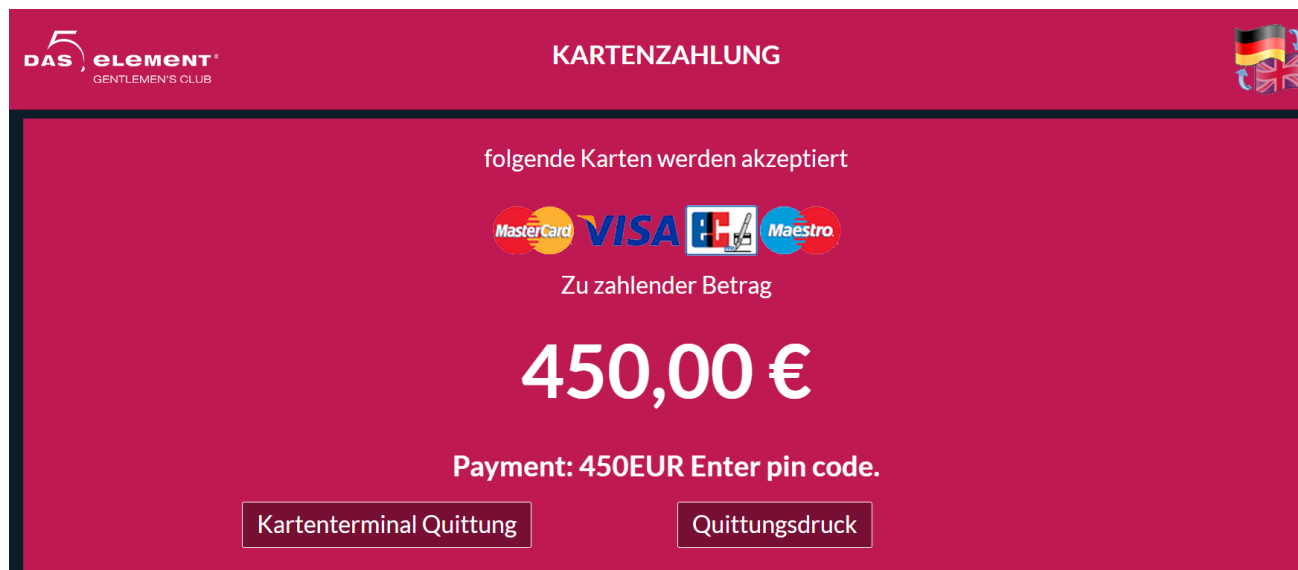 DAS 5 element®
GENTLEMEN'S CLUB
KARTENZAHLUNG
folgende Karten werden akzeptiert
MasterCard VISA ec Maestro
Zu zahlender Betrag
450,00 €
Payment: 450EUR Enter pin code.
Kartenterminal Quittung Quittungsdruck